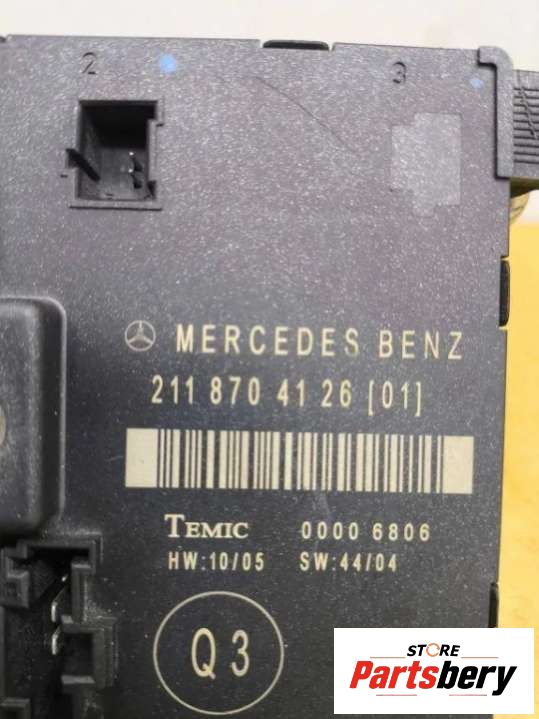 2 3
MERCEDES BENZ
211 870 41 26 [01]
TEMIC 0000 6806
HW:10/05 SW:44/04
Q3
STORE
Partsbery